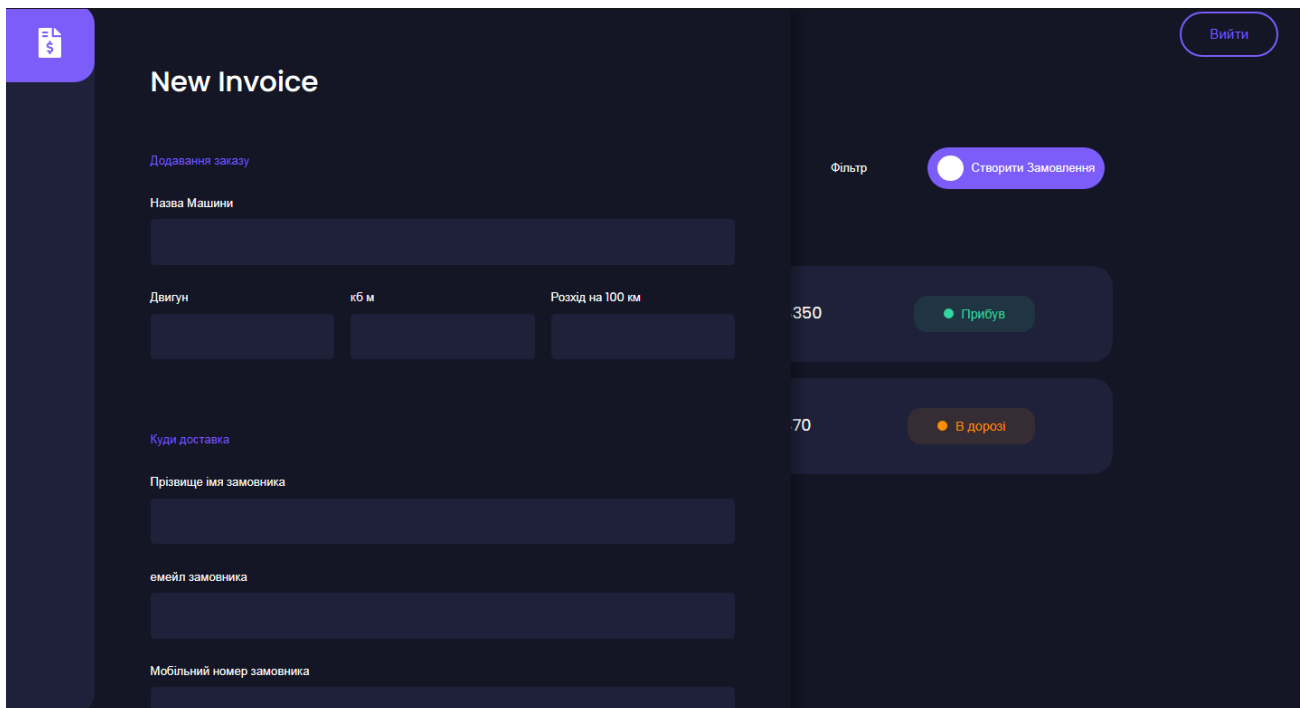 $
Вийти
New Invoice
Додавання заказу
Фільтр
Створити Замовлення
Назва Машини
Двигун
кб м
Розхід на 100 км
350
Прибув
70
В дорозі
Куди доставка
Прізвище імя замовника
емейл замовника
Мобільний номер замовника